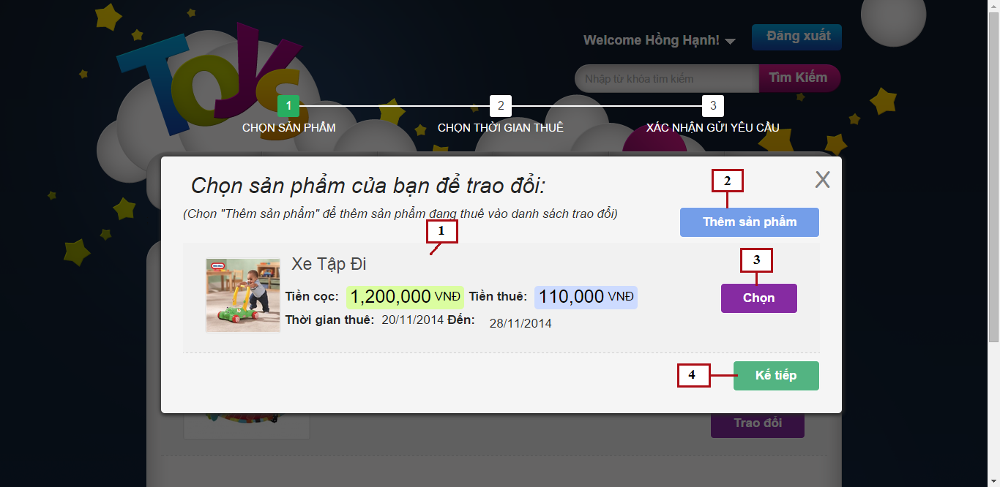 Toys
Welcome Hồng Hạnh!
Đăng xuất
Nhập từ khóa tìm kiếm
Tìm Kiếm
1
2
3
CHỌN SẢN PHẨM
CHỌN THỜI GIAN THUÊ
XÁC NHẬN GỬI YÊU CẦU
Chọn sản phẩm của bạn để trao đổi:
X
2
(Chọn "Thêm sản phẩm" để thêm sản phẩm đang thuê vào danh sách trao đổi)
Thêm sản phẩm
1
Xe Tập Đi
3
Tiền cọc: 1,200,000 VNĐ Tiền thuê: 110,000 VNĐ
Chọn
Thời gian thuê: 20/11/2014 Đến: 28/11/2014
4
Kế tiếp
Trao đổi